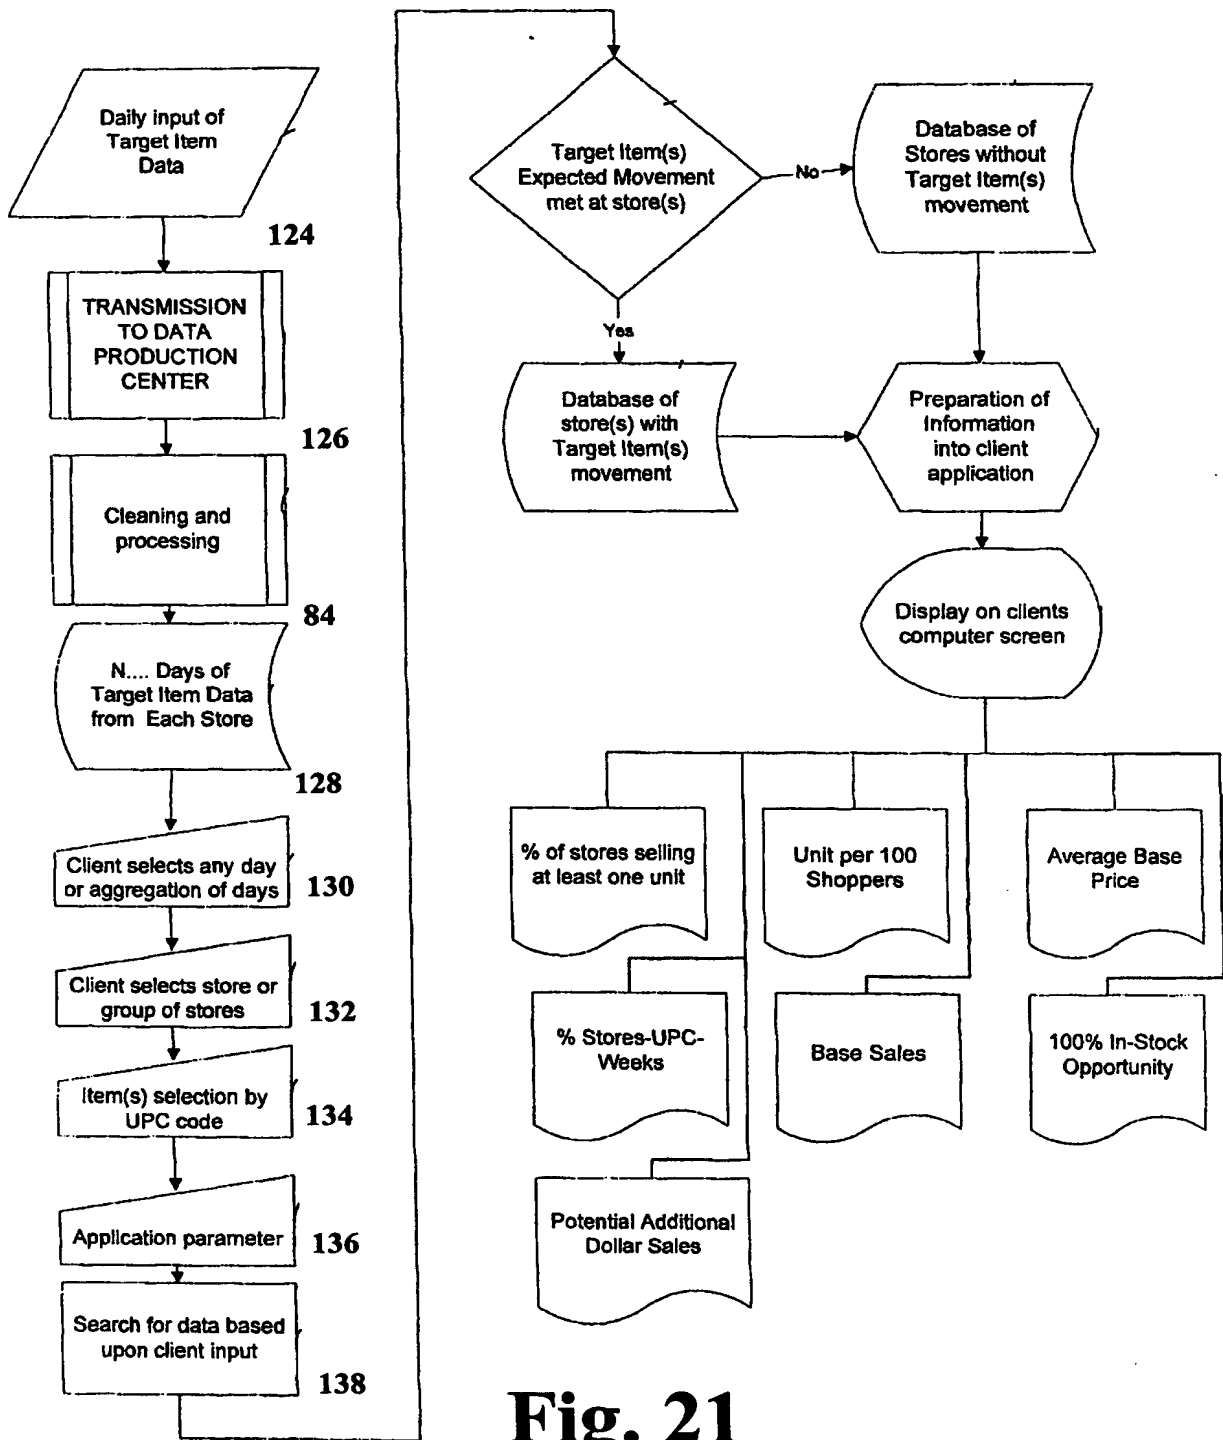 Daily input of
Target Item
Data
124
TRANSMISSION
TO DATA
PRODUCTION
CENTER
126
Cleaning and
processing
84
N.... Days of
Target Item Data
from Each Store
128
Client selects any day
or aggregation of days
130
Client selects store or
group of stores
132
Item(s) selection by
UPC code
134
Application parameter
136
Search for data based
upon client input
138
Target Item(s)
Expected Movement
met at store(s)
No
Database of
Stores without
Target Item(s)
movement
Yes
Database of
store(s) with
Target Item(s)
movement
Preparation of
Information
into client
application
Display on clients
computer screen
% of stores selling
at least one unit
Unit per 100
Shoppers
Average Base
Price
% Stores-UPC-
Weeks
Base Sales
100% In-Stock
Opportunity
Potential Additional
Dollar Sales
Fig. 21